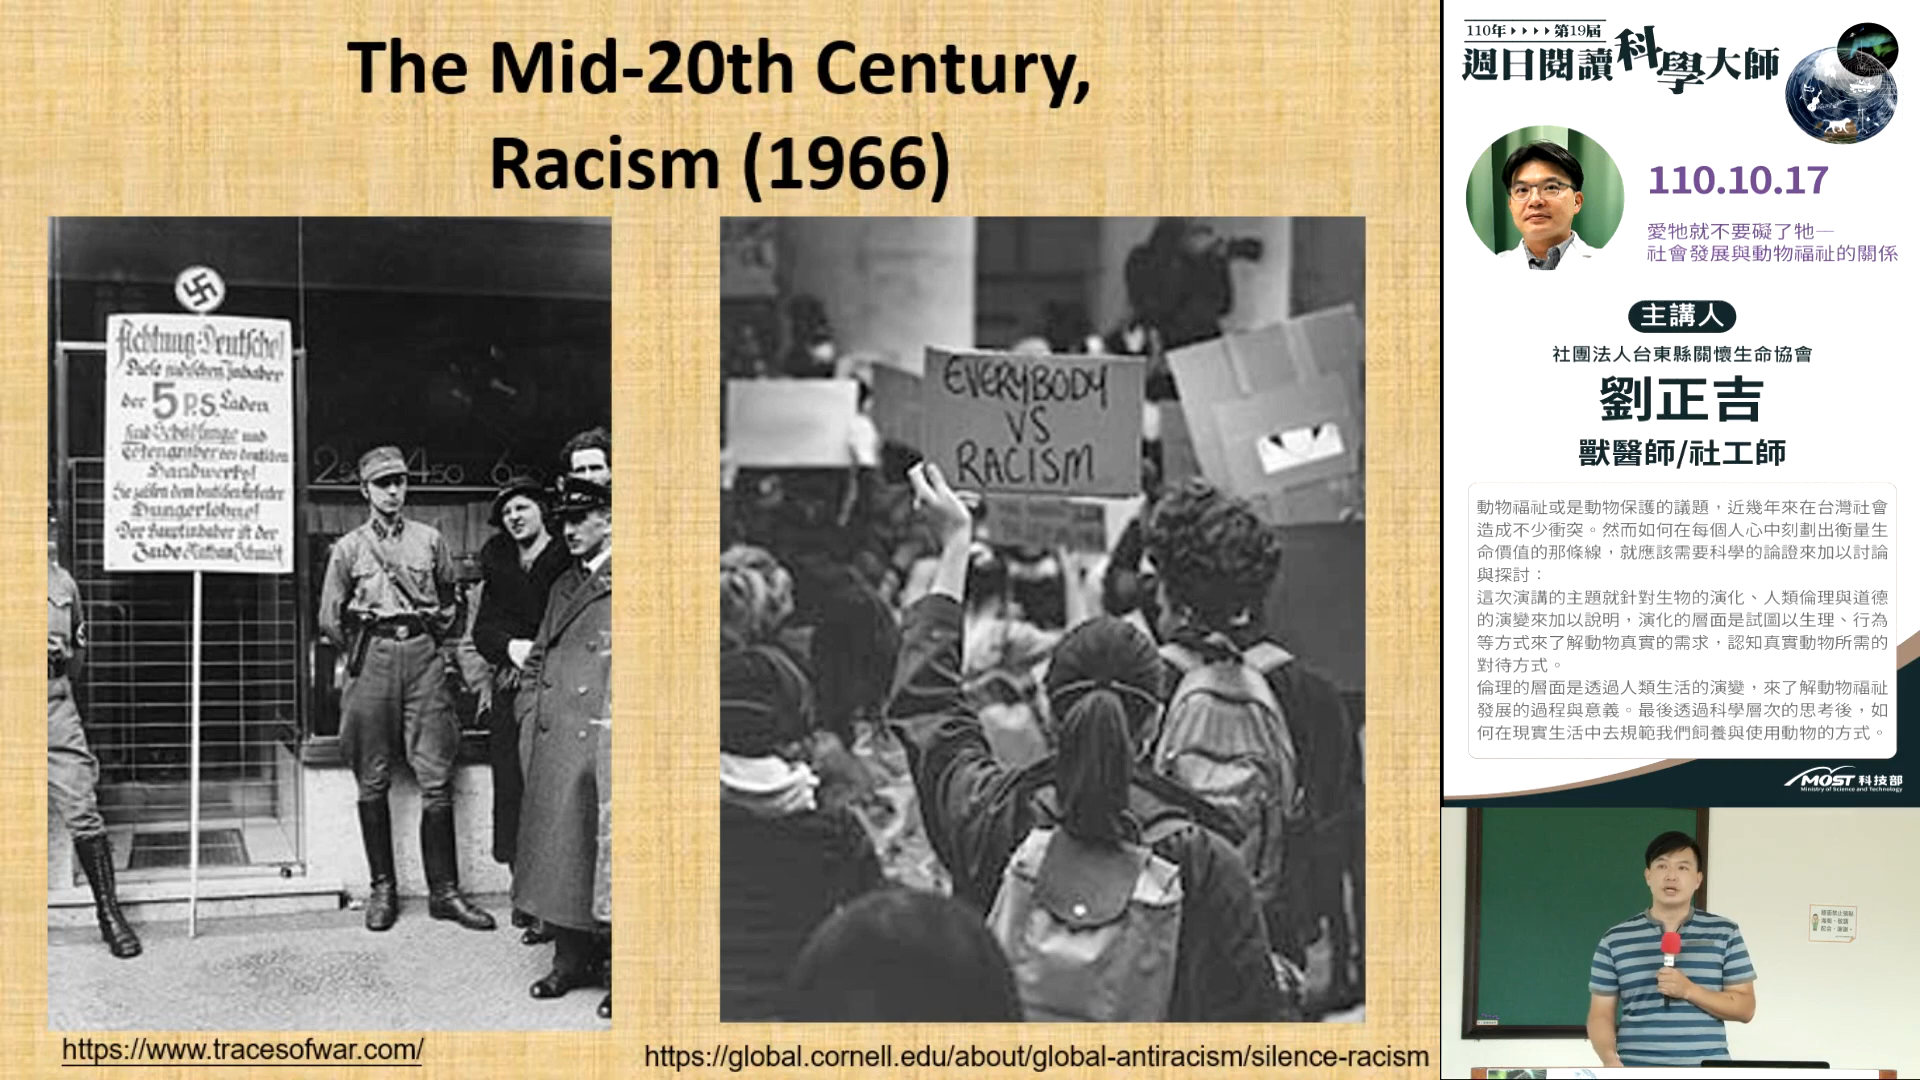 The Mid-20th Century,
Racism (1966)
Achtung Deutsche!
der 5 P.S. Laden
und
Handwerks!
Hungerlöhne!
Der Hauptinhaber ist der
Jude Nathan Schmidt
EVERYBODY
VS
RACISM
https://www.tracesofwar.com/
https://global.cornell.edu/about/global-antiracism/silence-racism
110年 第19屆
週日閱讀科學大師
110.10.17
愛牠就不要礙了牠—
社會發展與動物福祉的關係
主講人
社團法人台東縣關懷生命協會
劉正吉
獸醫師/社工師
動物福祉或是動物保護的議題，近幾年來在台灣社會
造成不少衝突。然而如何在每個人心中刻劃出衡量生
命價值的那條線，就應該需要科學的論證來加以討論
與探討：
這次演講的主題就針對生物的演化、人類倫理與道德
的演變來加以說明，演化的層面是試圖以生理、行為
等方式來了解動物真實的需求，認知真實動物所需的
對待方式。
倫理的層面是透過人類生活的演變，來了解動物福祉
發展的過程與意義。最後透過科學層次的思考後，如
何在現實生活中去規範我們飼養與使用動物的方式。
MOST 科技部
Ministry of Science and Technology